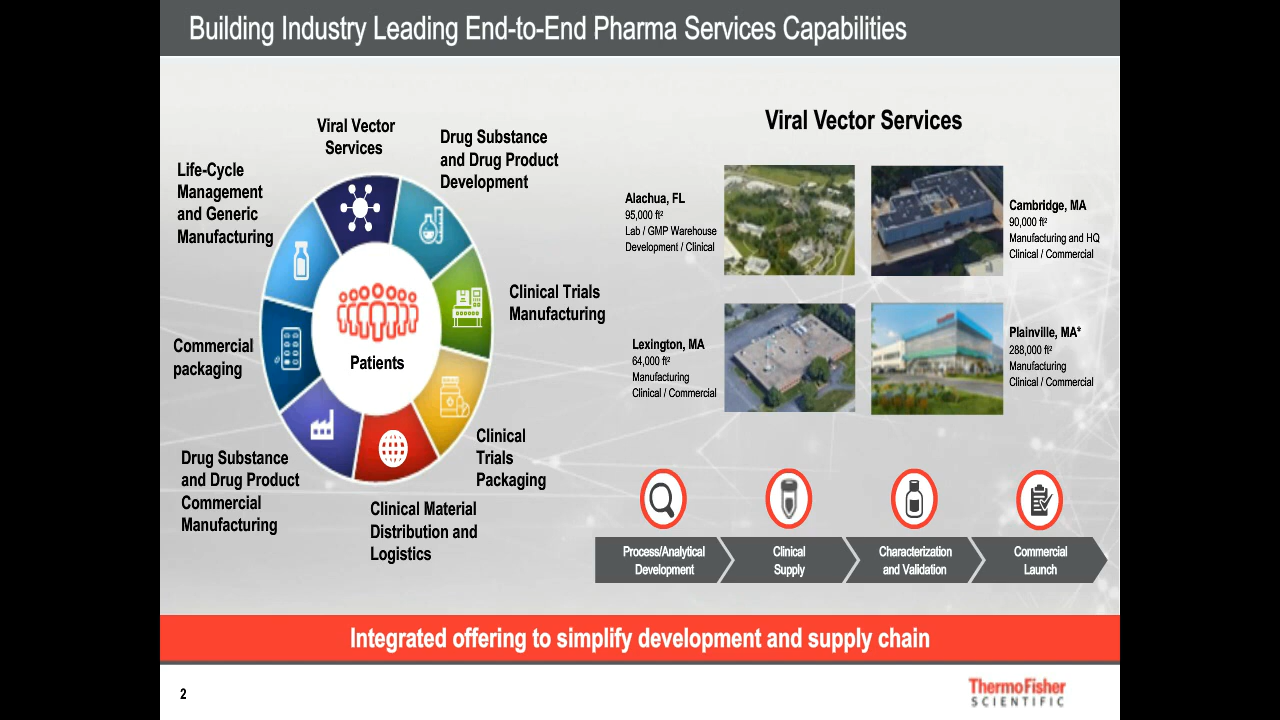 Building Industry Leading End-to-End Pharma Services Capabilities
Viral Vector
Services
Drug Substance
and Drug Product
Development
Life-Cycle
Management
and Generic
Manufacturing
Clinical Trials
Manufacturing
Patients
Commercial
packaging
Clinical
Trials
Packaging
Drug Substance
and Drug Product
Commercial
Manufacturing
Clinical Material
Distribution and
Logistics
Viral Vector Services
Alachua, FL
95,000 ft²
Lab / GMP Warehouse
Development / Clinical
Cambridge, MA
90,000 ft²
Manufacturing and HQ
Clinical / Commercial
Lexington, MA
64,000 ft²
Manufacturing
Clinical / Commercial
Plainville, MA*
288,000 ft²
Manufacturing
Clinical / Commercial
Process/Analytical
Development
Clinical
Supply
Characterization
and Validation
Commercial
Launch
Integrated offering to simplify development and supply chain
2
ThermoFisher
SCIENTIFIC